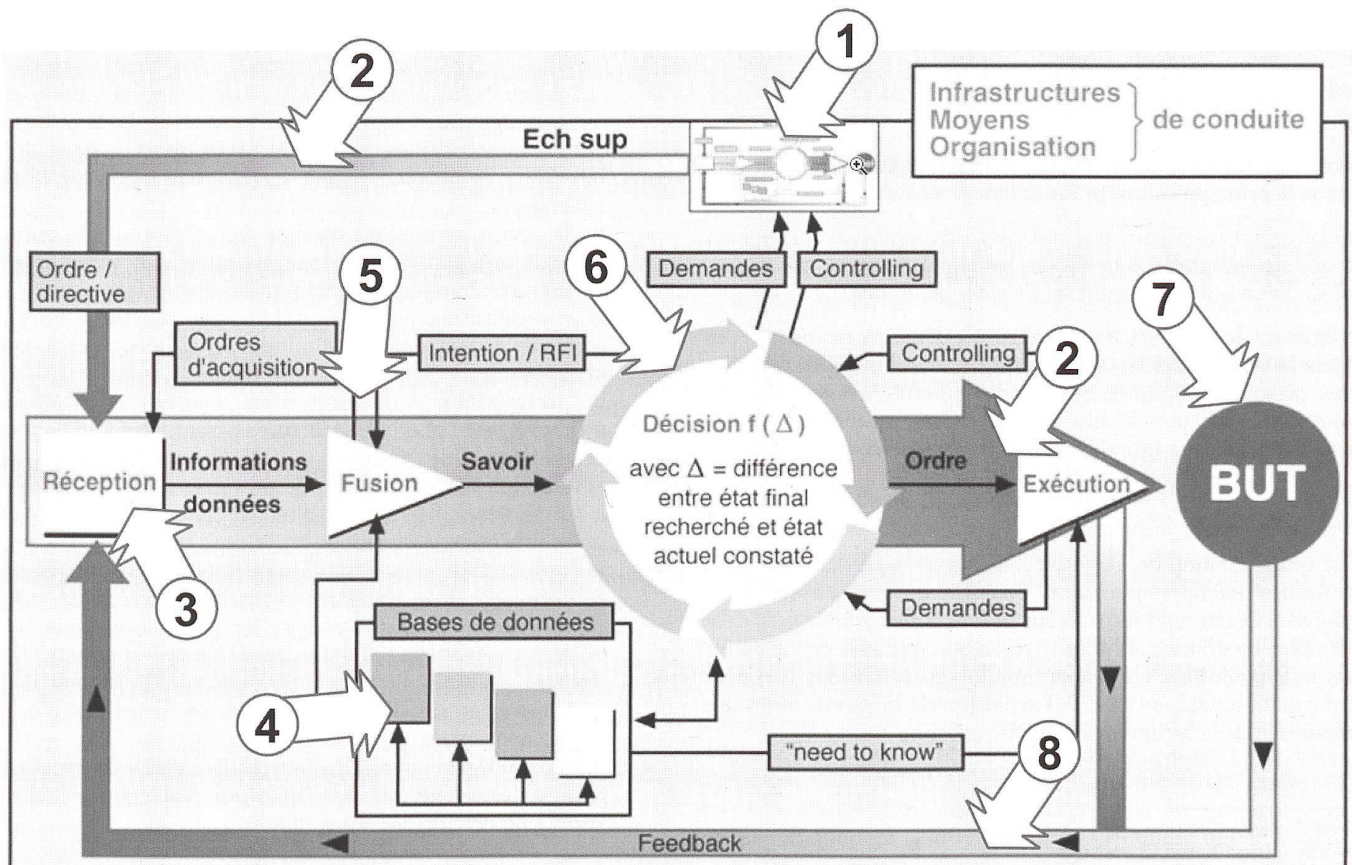 1
2
Infrastructures
Moyens
Organisation
de conduite
Ech sup
Ordre /
directive
5
6
Demandes
Controlling
7
Ordres
d'acquisition
Intention / RFI
Controlling
2
Réception
Informations
données
Fusion
Savoir
Décision f ( Δ )
avec Δ = différence
entre état final
recherché et état
actuel constaté
Ordre
Exécution
BUT
3
Bases de données
Demandes
4
"need to know"
8
Feedback